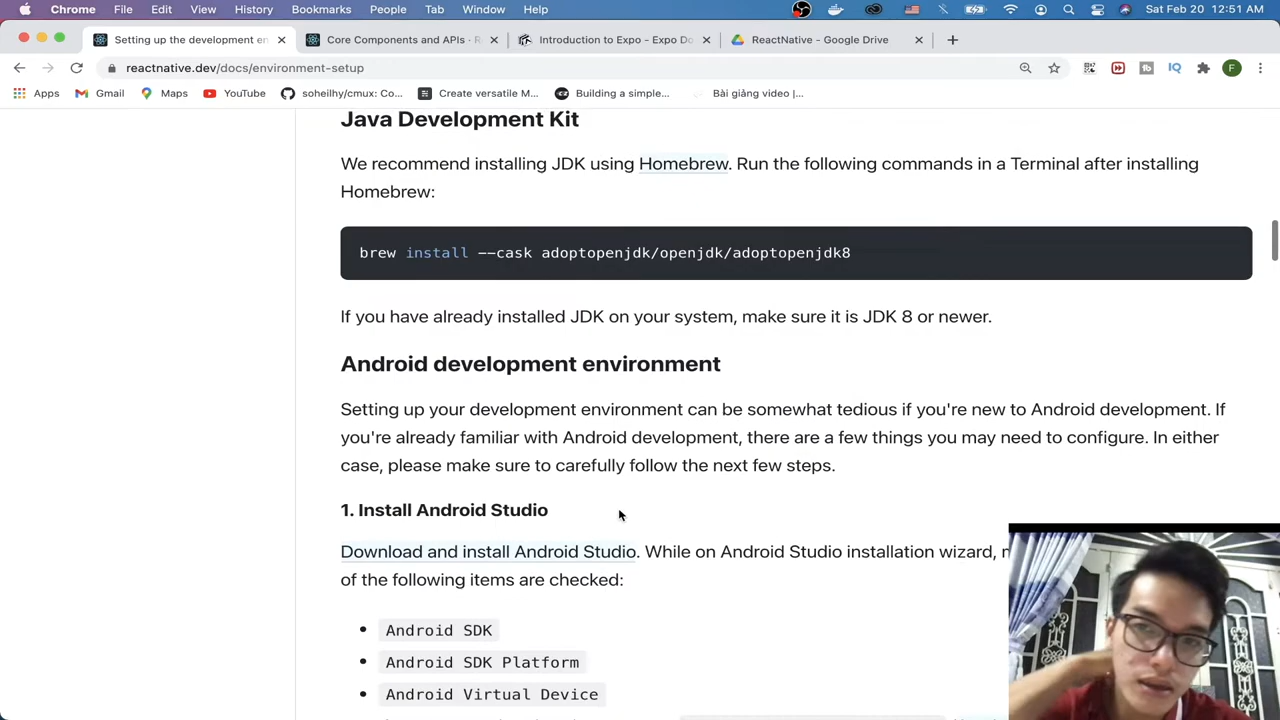 Chrome File Edit View History Bookmarks People Tab Window Help Sat Feb 20 12:51 AM
Setting up the development en Core Components and APIs · R Introduction to Expo - Expo Do ReactNative - Google Drive
reactnative.dev/docs/environment-setup F
Apps Gmail Maps YouTube soheilhy/cmux: Co... Create versatile M... Building a simple... Bài giảng video |...
Java Development Kit
We recommend installing JDK using Homebrew. Run the following commands in a Terminal after installing
Homebrew:
brew install --cask adoptopenjdk/openjdk/adoptopenjdk8
If you have already installed JDK on your system, make sure it is JDK 8 or newer.
Android development environment
Setting up your development environment can be somewhat tedious if you're new to Android development. If
you're already familiar with Android development, there are a few things you may need to configure. In either
case, please make sure to carefully follow the next few steps.
1. Install Android Studio
Download and install Android Studio. While on Android Studio installation wizard,
of the following items are checked:
Android SDK
Android SDK Platform
Android Virtual Device